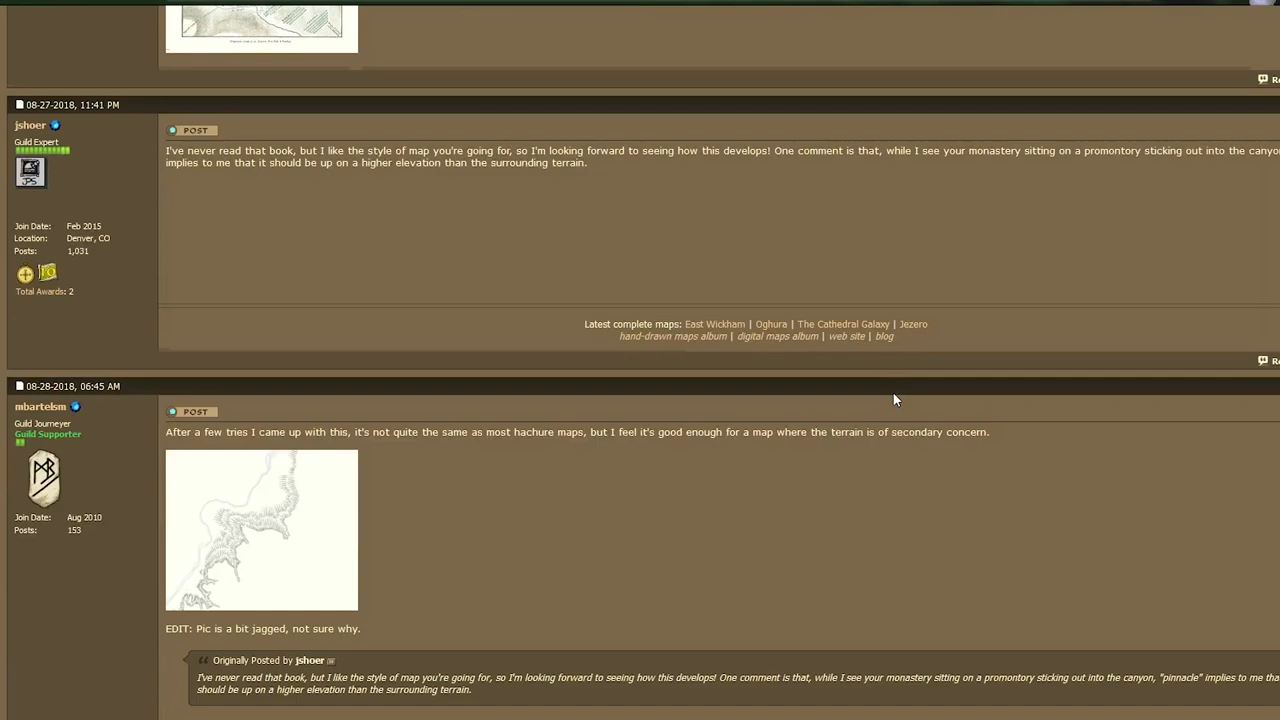 Re
08-27-2018, 11:41 PM
jshoer
Guild Expert
JPS
Join Date: Feb 2015
Location: Denver, CO
Posts: 1,031
Total Awards: 2
POST
I've never read that book, but I like the style of map you're going for, so I'm looking forward to seeing how this develops! One comment is that, while I see your monastery sitting on a promontory sticking out into the canyo
implies to me that it should be up on a higher elevation than the surrounding terrain.
Latest complete maps: East Wickham | Oghura | The Cathedral Galaxy | Jezero
hand-drawn maps album | digital maps album | web site | blog
Re
08-28-2018, 06:45 AM
mbartelsm
Guild Journeyer
Guild Supporter
Join Date: Aug 2010
Posts: 153
POST
After a few tries I came up with this, it's not quite the same as most hachure maps, but I feel it's good enough for a map where the terrain is of secondary concern.
EDIT: Pic is a bit jagged, not sure why.
Originally Posted by jshoer
I've never read that book, but I like the style of map you're going for, so I'm looking forward to seeing how this develops! One comment is that, while I see your monastery sitting on a promontory sticking out into the canyon, "pinnacle" implies to me tha
should be up on a higher elevation than the surrounding terrain.